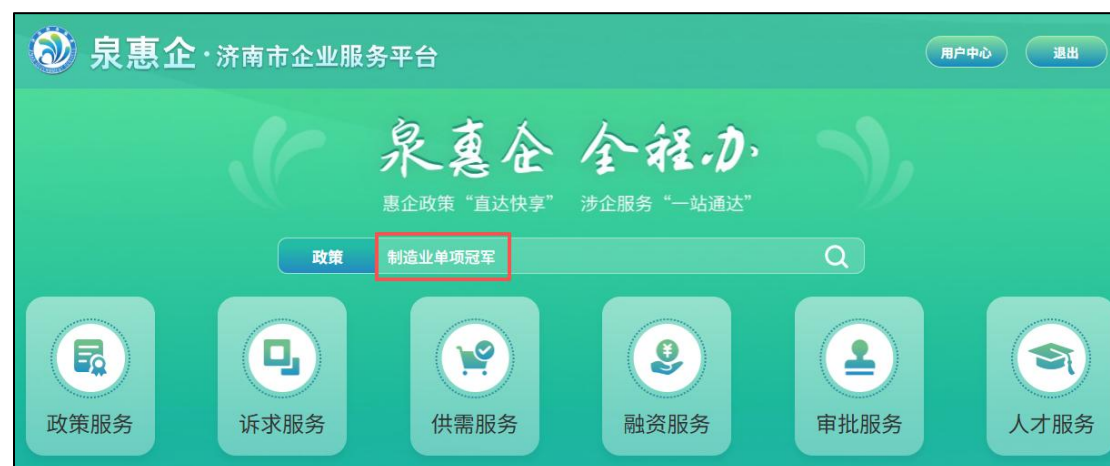 泉惠企·济南市企业服务平台
用户中心
退出
泉惠企 全程办
惠企政策“直达快享” 涉企服务“一站通达”
政策
制造业单项冠军
政策服务
诉求服务
供需服务
融资服务
审批服务
人才服务